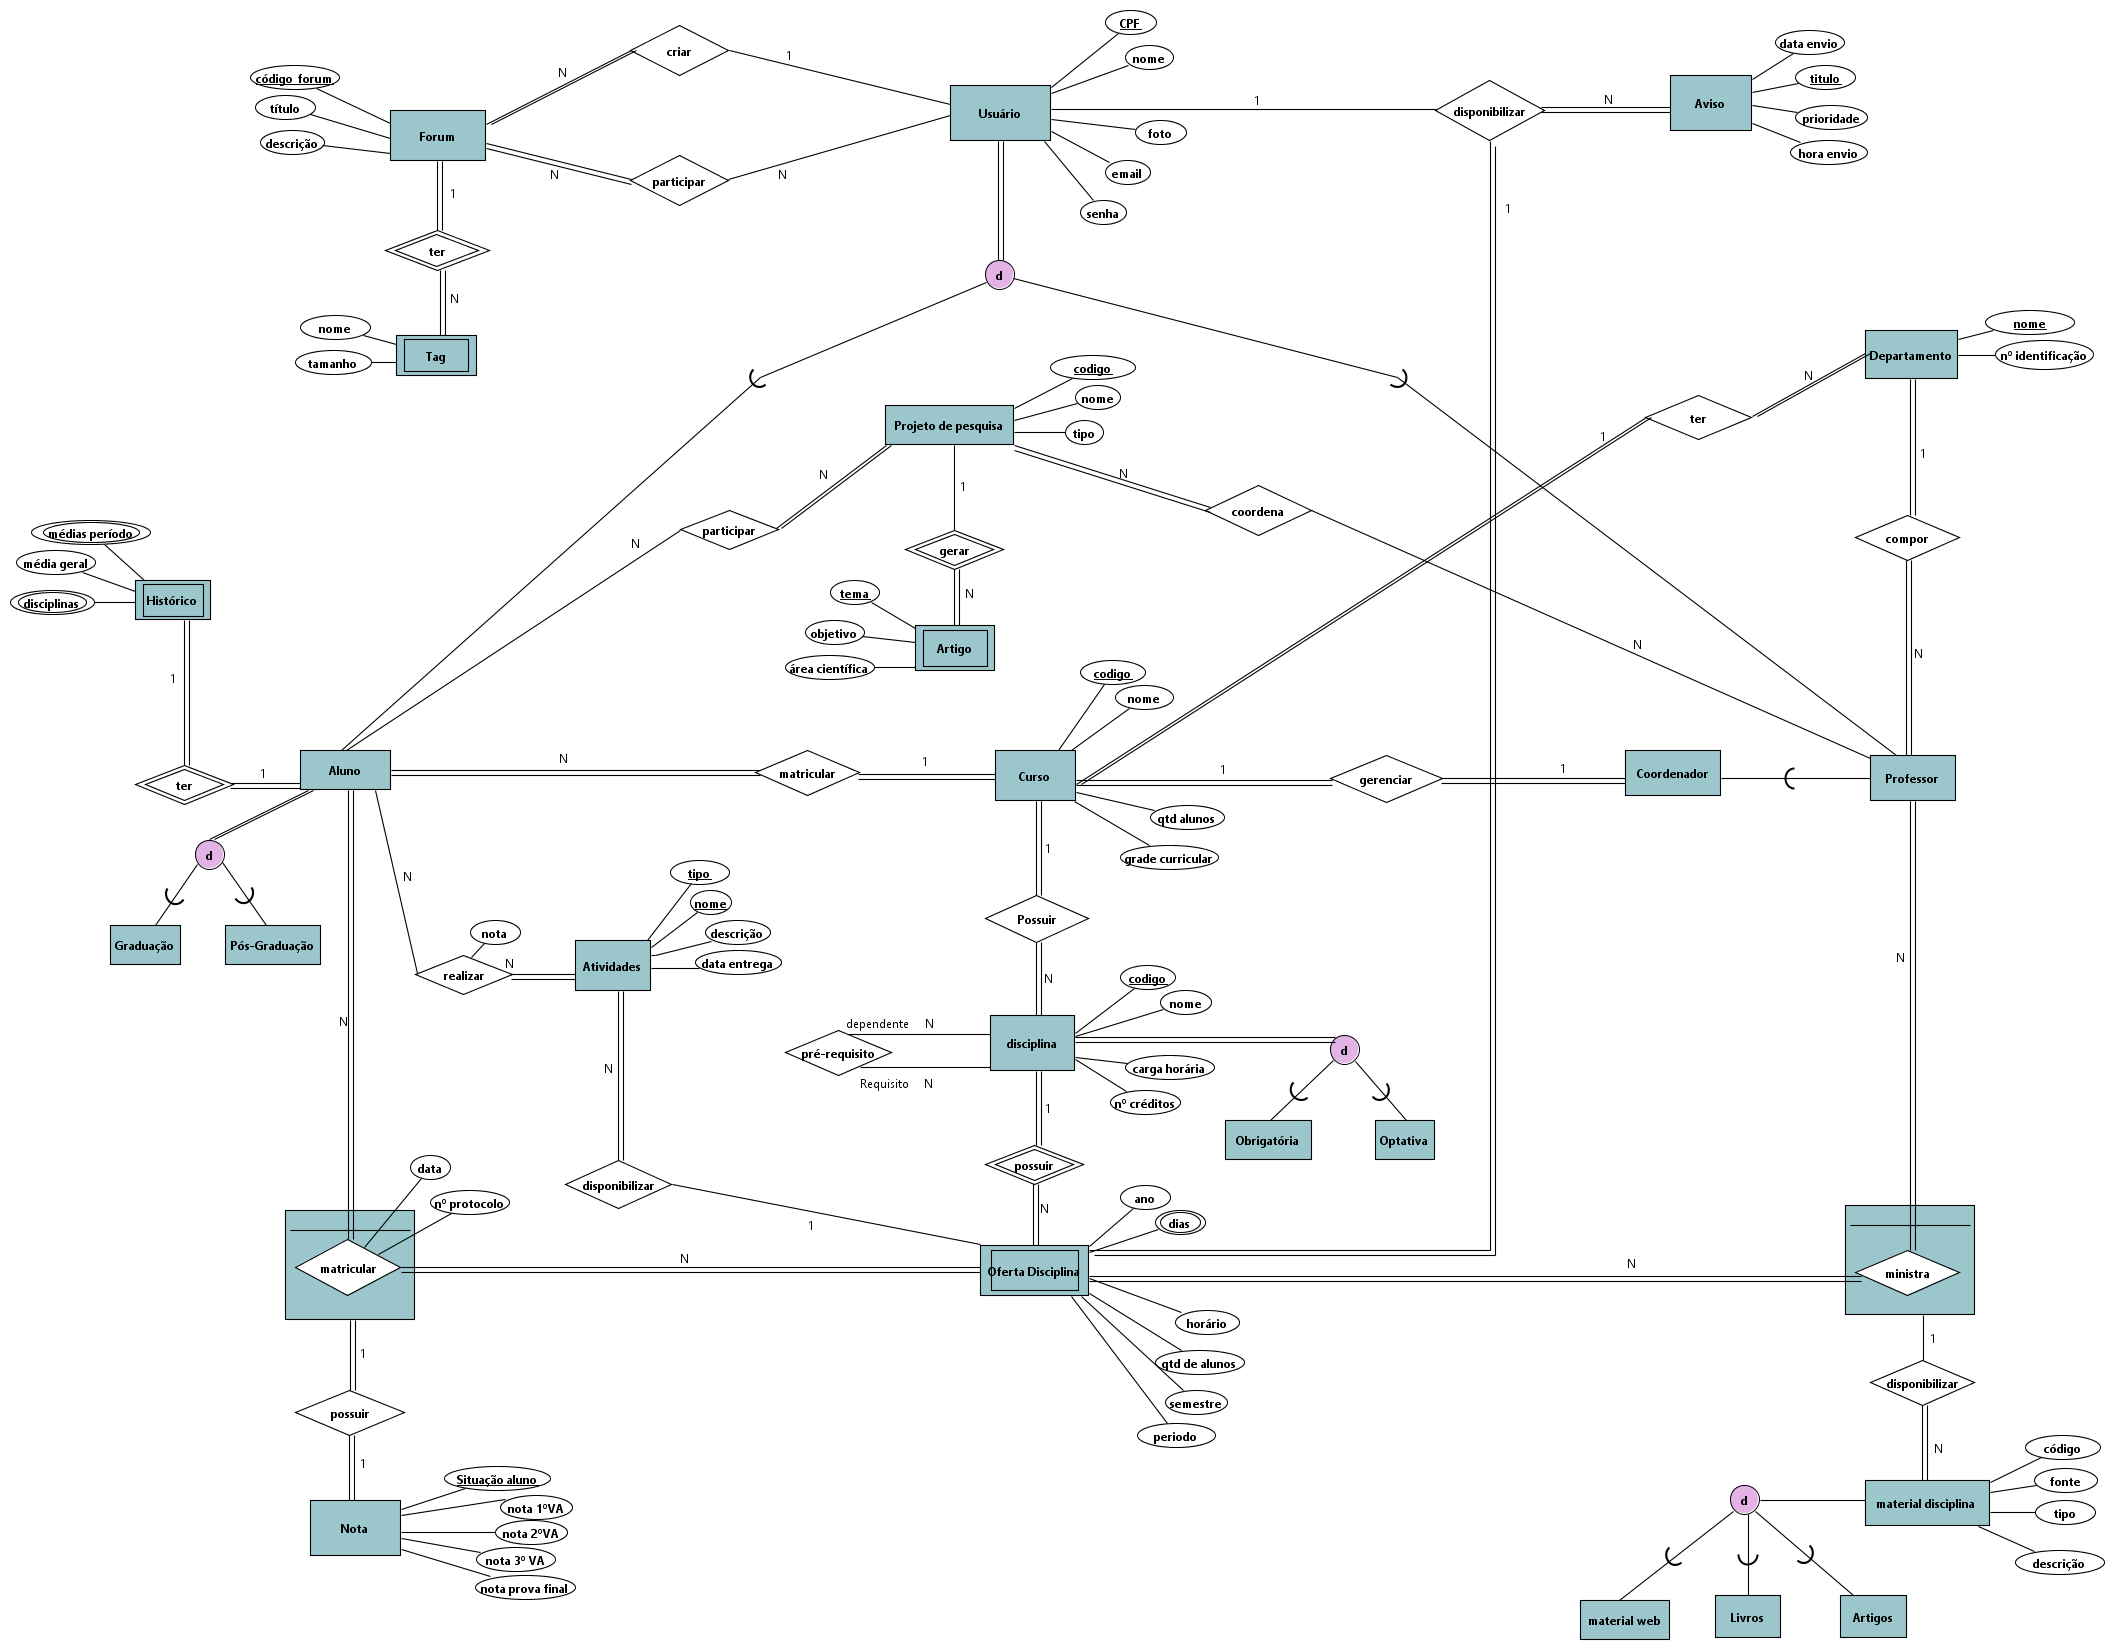 CPF
criar
1
data envio
nome
N
código_forum
Usuário
titulo
Aviso
título
1
disponibilizar
N
prioridade
Forum
foto
descrição
hora envio
N
participar
N
email
1
senha
1
ter
d
N
nome
Tag
tamanho
nome
Departamento
nº identificação
codigo
N
nome
Projeto de pesquisa
tipo
ter
1
N
N
1
1
coordena
médias período
participar
N
compor
média geral
gerar
Histórico
disciplinas
tema
N
objetivo
Artigo
área científica
N
N
1
codigo
nome
Aluno
N
matricular
1
Curso
1
gerenciar
1
Coordenador
Professor
ter
1
qtd alunos
grade curricular
1
d
N
tipo
nome
Possuir
nota
descrição
Graduação
Pós-Graduação
realizar
N
Atividades
data entrega
N
N
codigo
nome
N
dependente N
pré-requisito
disciplina
d
N
carga horária
Requisito N
nº créditos
1
Obrigatória
Optativa
data
possuir
disponibilizar
nº protocolo
ano
N
dias
1
matricular
N
Oferta Disciplina
N
ministra
horário
1
1
qtd de alunos
disponibilizar
semestre
possuir
periodo
N
código
1
Situação aluno
fonte
nota 1ºVA
d
material disciplina
tipo
Nota
nota 2ºVA
nota 3º VA
descrição
nota prova final
material web
Livros
Artigos